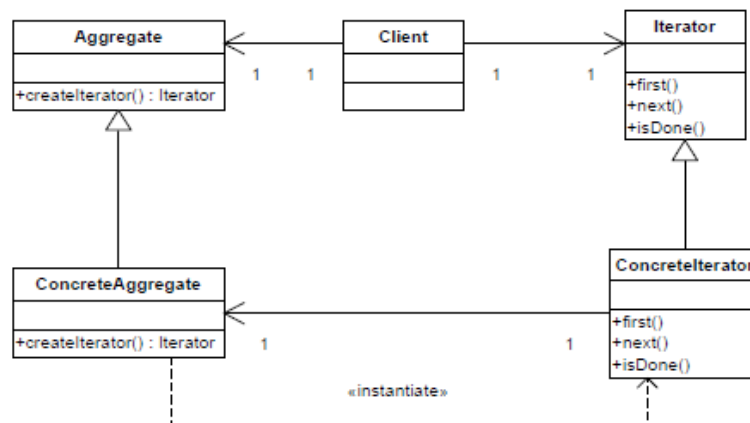 Aggregate
+createIterator() : Iterator
Client
Iterator
+first()
+next()
+isDone()
1
1
1
1
ConcreteAggregate
+createIterator() : Iterator
ConcreteIterator
+first()
+next()
+isDone()
1
1
«instantiate»